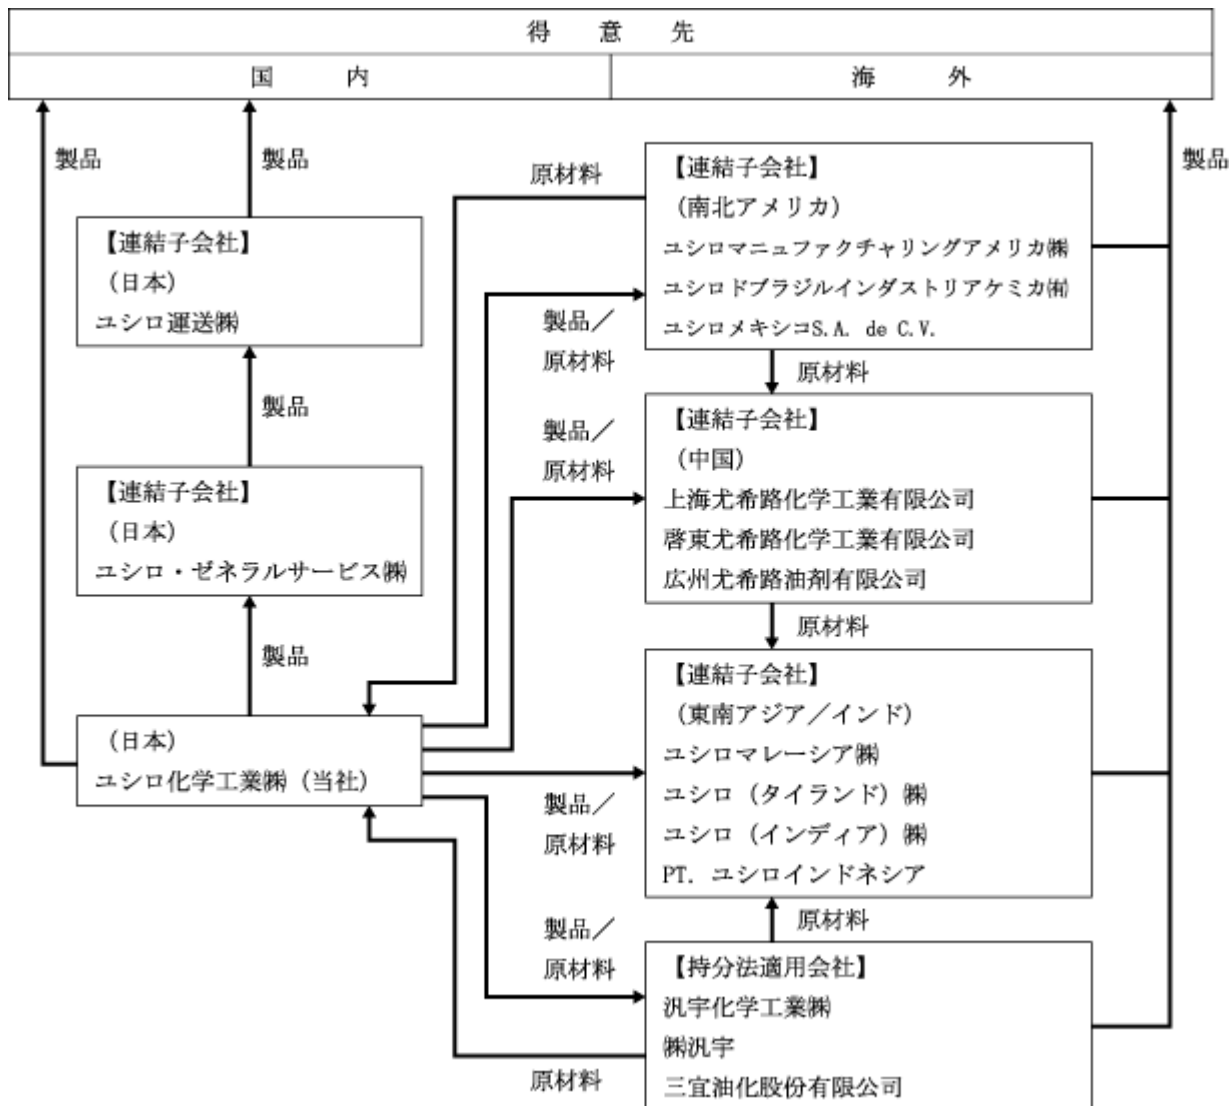 得意先
国内
海外
製品
製品
【連結子会社】
(日本)
ユシロ運送㈱
製品
【連結子会社】
(日本)
ユシロ・ゼネラルサービス㈱
製品
(日本)
ユシロ化学工業㈱(当社)
原材料
製品／
原材料
製品／
原材料
製品／
原材料
製品／
原材料
原材料
【連結子会社】
(南北アメリカ)
ユシロマニュファクチャリングアメリカ㈱
ユシロドブラジルインダストリアケミカ㈲
ユシロメキシコS.A. de C.V.
原材料
【連結子会社】
(中国)
上海尤希路化学工業有限公司
啓東尤希路化学工業有限公司
広州尤希路油剤有限公司
原材料
【連結子会社】
(東南アジア／インド)
ユシロマレーシア㈱
ユシロ(タイランド)㈱
ユシロ(インディア)㈱
PT. ユシロインドネシア
原材料
【持分法適用会社】
汎宇化学工業㈱
㈱汎宇
三宜油化股份有限公司
製品